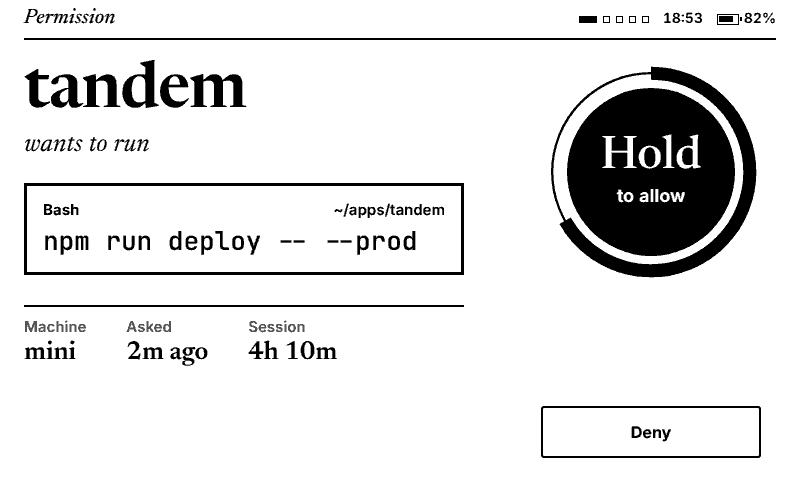 Permission
18:53 82%
tandem
wants to run
Bash ~/apps/tandem
npm run deploy -- --prod
Hold
to allow
Machine Asked Session
mini 2m ago 4h 10m
Deny